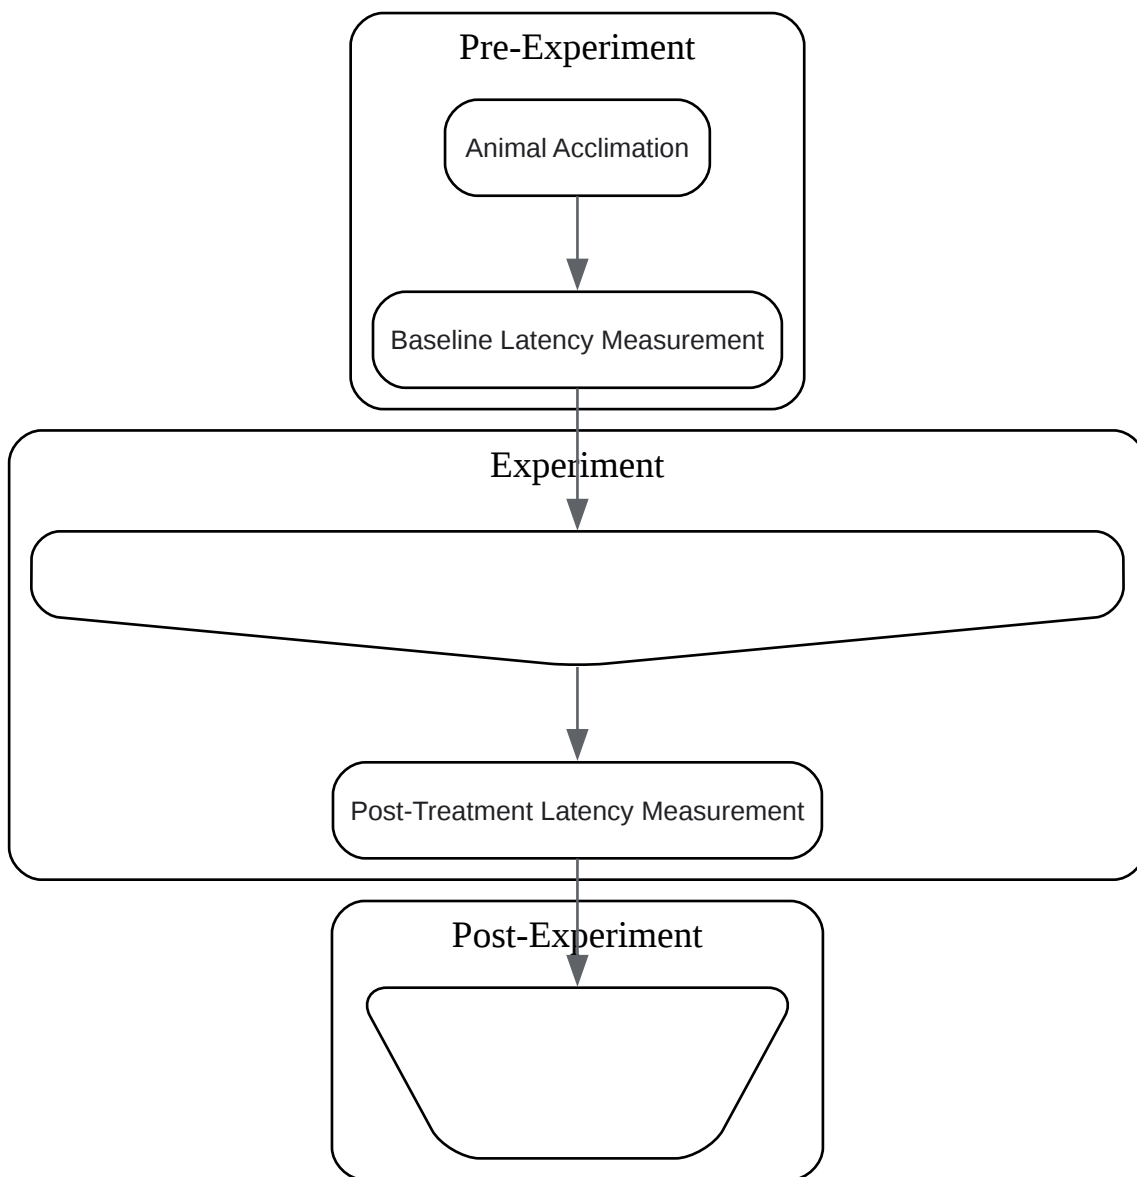 Pre-Experiment
Animal Acclimation
Baseline Latency Measurement
Experiment
Post-Treatment Latency Measurement
Post-Experiment